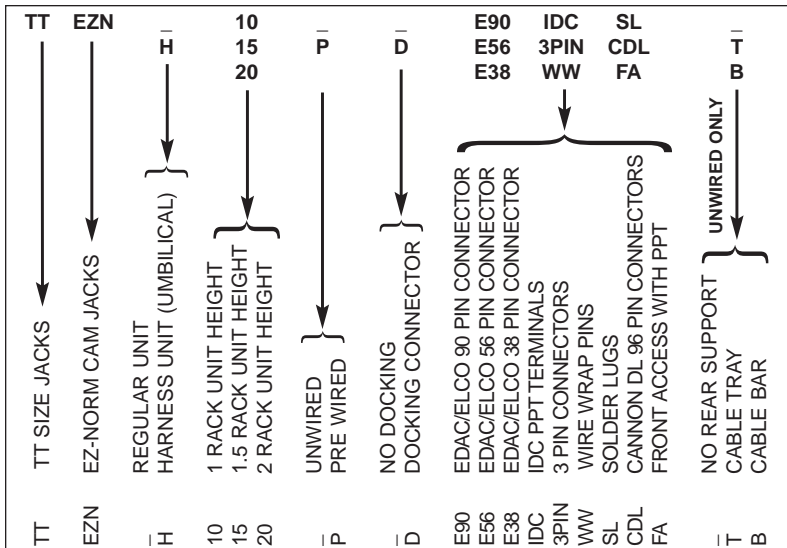 TT EZN _ 10 _ _ E90 IDC SL _
H 15 P D E56 3PIN CDL T
20 E38 WW FA B
UNWIRED ONLY
TT TT SIZE JACKS
EZN EZ-NORM CAM JACKS
_ REGULAR UNIT
H HARNESS UNIT (UMBILICAL)
10 1 RACK UNIT HEIGHT
15 1.5 RACK UNIT HEIGHT
20 2 RACK UNIT HEIGHT
_ UNWIRED
P PRE WIRED
_ NO DOCKING
D DOCKING CONNECTOR
E90 EDAC/ELCO 90 PIN CONNECTOR
E56 EDAC/ELCO 56 PIN CONNECTOR
E38 EDAC/ELCO 38 PIN CONNECTOR
IDC IDC PPT TERMINALS
3PIN 3 PIN CONNECTORS
WW WIRE WRAP PINS
SL SOLDER LUGS
CDL CANNON DL 96 PIN CONNECTORS
FA FRONT ACCESS WITH PPT
_ NO REAR SUPPORT
T CABLE TRAY
B CABLE BAR